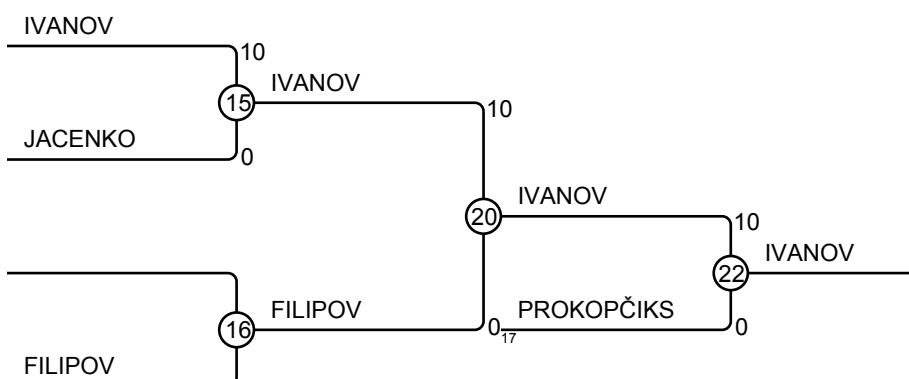 IVANOV
10
15
IVANOV
10
JACENKO
0
20
IVANOV
10
22
IVANOV
16
FILIPOV
0
17
PROKOPČIKS
0
FILIPOV